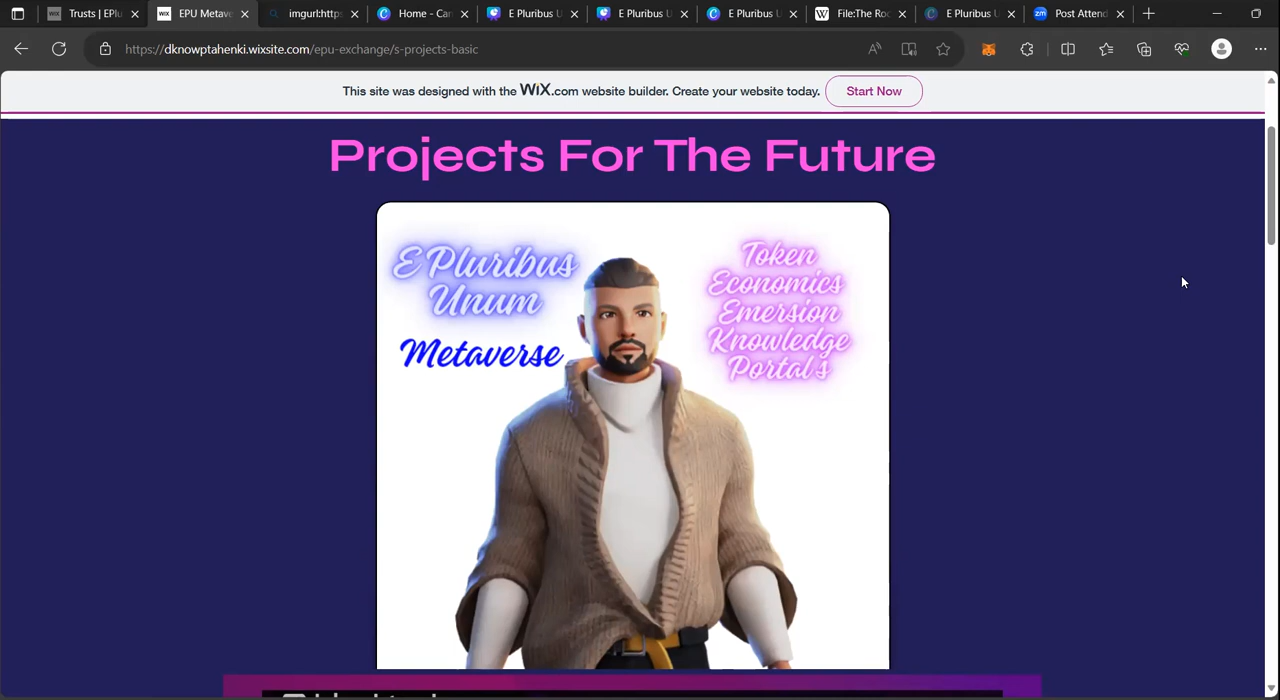 Trusts | EPlu
EPU Metave
imgurl:https
Home - Can
E Pluribus U
E Pluribus U
E Pluribus U
File:The Roc
E Pluribus U
Post Attend
https://dknowptahenki.wixsite.com/epu-exchange/s-projects-basic
This site was designed with the WiX.com website builder. Create your website today.
Start Now
Projects For The Future
E Pluribus
Unum
Metaverse
Token
Economics
Emersion
Knowledge
Portal's